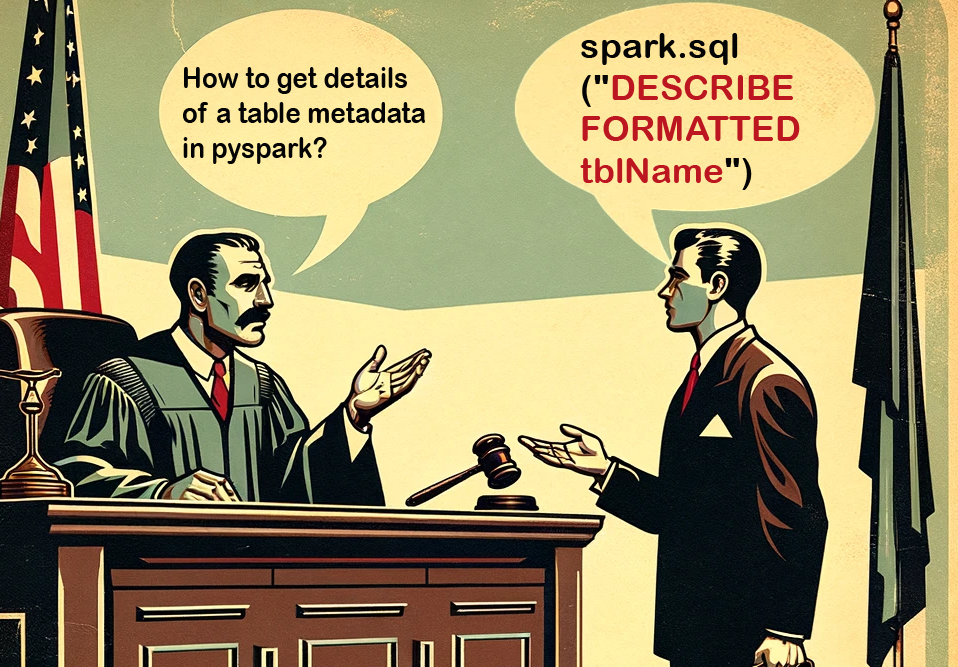 How to get details
of a table metadata
in pyspark?
spark.sql
("DESCRIBE
FORMATTED
tblName")